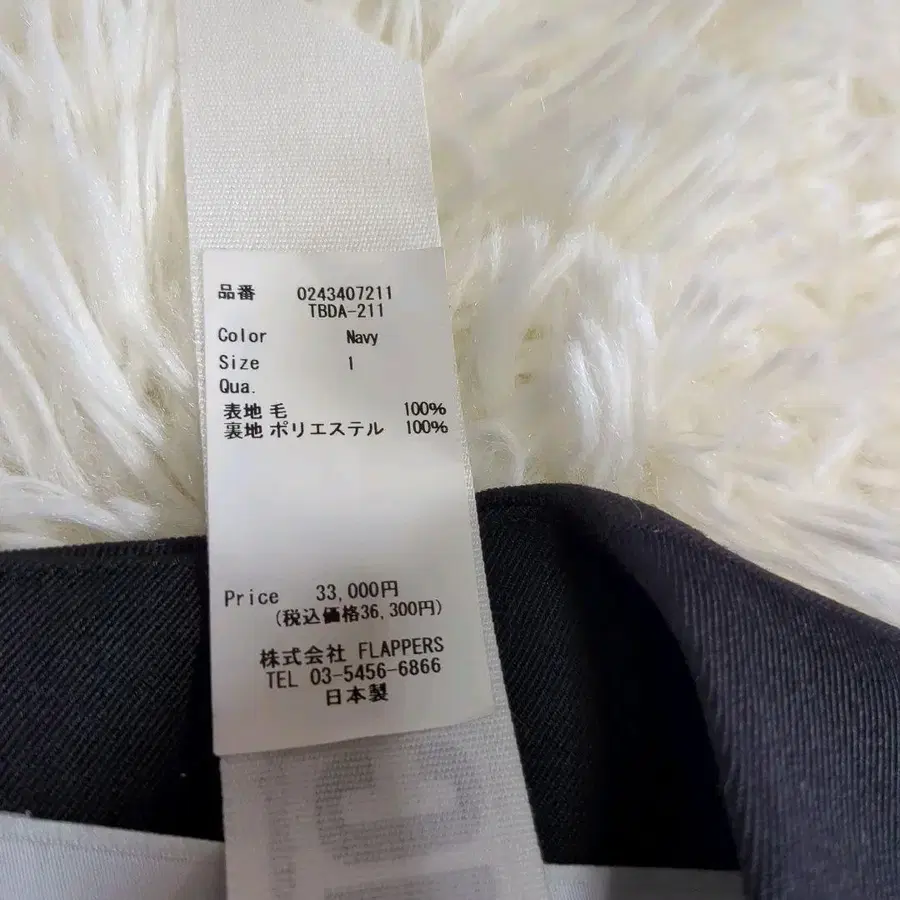 品番 0243407211
TBDA-211
Color Navy
Size 1
Qua.
表地 毛 100%
裏地 ポリエステル 100%
Price 33,000円
(税込価格36,300円)
株式会社 FLAPPERS
TEL 03-5456-6866
日本製